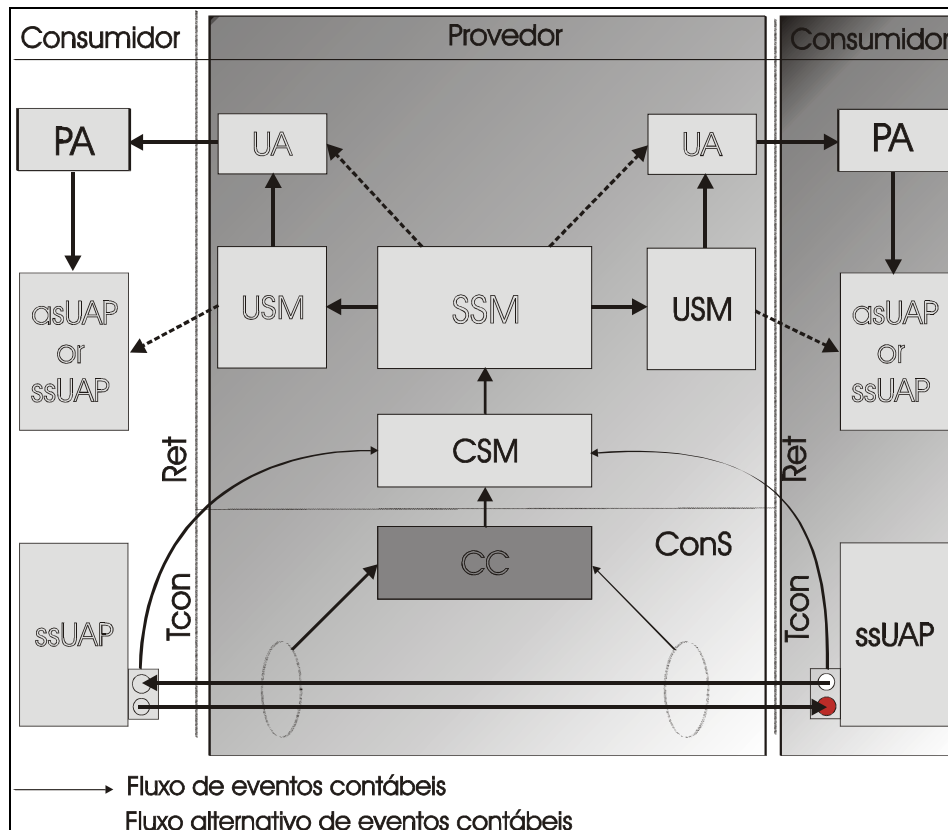 Consumidor
Provedor
Consumidor
PA
UA
UA
PA
asUAP
or
ssUAP
USM
SSM
USM
asUAP
or
ssUAP
Ret
CSM
Ret
ConS
CC
ssUAP
Tcon
Tcon
ssUAP
Fluxo de eventos contábeis
Fluxo alternativo de eventos contábeis